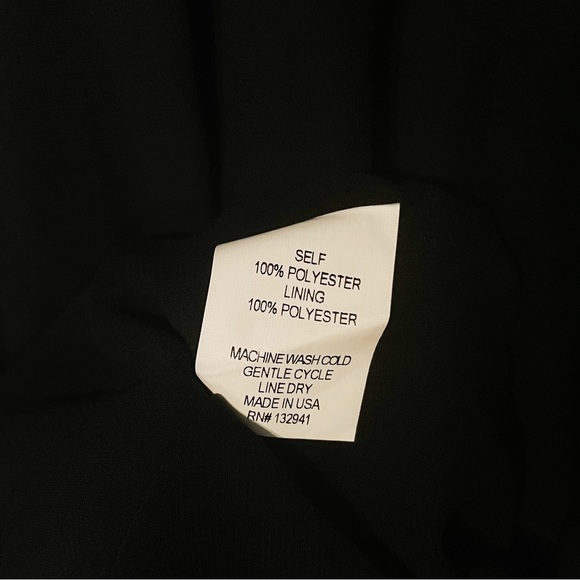 SELF
100% POLYESTER
LINING
100% POLYESTER
MACHINE WASH COLD
GENTLE CYCLE
LINE DRY
MADE IN USA
RN# 132941